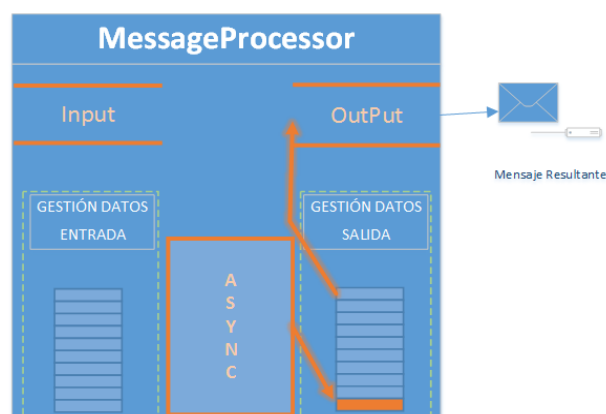 MessageProcessor
Input
OutPut
Mensaje Resultante
GESTIÓN DATOS
ENTRADA
GESTIÓN DATOS
SALIDA
A
S
Y
N
C